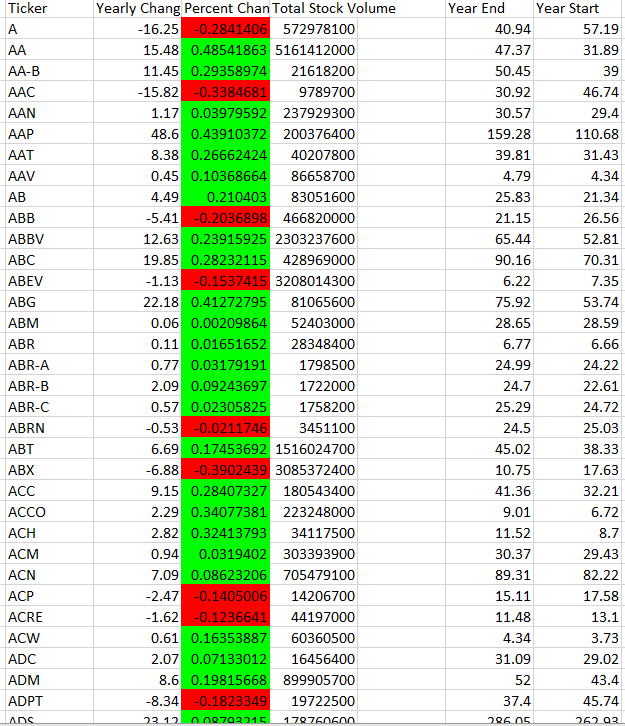 Ticker Yearly Chang Percent Chan Total Stock Volume Year End Year Start
A -16.25 -0.2841406 572978100 40.94 57.19
AA 15.48 0.48541863 5161412000 47.37 31.89
AA-B 11.45 0.29358974 21618200 50.45 39
AAC -15.82 -0.3384681 9789700 30.92 46.74
AAN 1.17 0.03979592 237929300 30.57 29.4
AAP 48.6 0.43910372 200376400 159.28 110.68
AAT 8.38 0.26662424 40207800 39.81 31.43
AAV 0.45 0.10368664 86658700 4.79 4.34
AB 4.49 0.210403 83051600 25.83 21.34
ABB -5.41 -0.2036898 466820000 21.15 26.56
ABBV 12.63 0.23915925 2303237600 65.44 52.81
ABC 19.85 0.28232115 428969000 90.16 70.31
ABEV -1.13 -0.1537415 3208014300 6.22 7.35
ABG 22.18 0.41272795 81065600 75.92 53.74
ABM 0.06 0.00209864 52403000 28.65 28.59
ABR 0.11 0.01651652 28348400 6.77 6.66
ABR-A 0.77 0.03179191 1798500 24.99 24.22
ABR-B 2.09 0.09243697 1722000 24.7 22.61
ABR-C 0.57 0.02305825 1758200 25.29 24.72
ABRN -0.53 -0.0211746 3451100 24.5 25.03
ABT 6.69 0.17453692 1516024700 45.02 38.33
ABX -6.88 -0.3902439 3085372400 10.75 17.63
ACC 9.15 0.28407327 180543400 41.36 32.21
ACCO 2.29 0.34077381 223248000 9.01 6.72
ACH 2.82 0.32413793 34117500 11.52 8.7
ACM 0.94 0.0319402 303393900 30.37 29.43
ACN 7.09 0.08623206 705479100 89.31 82.22
ACP -2.47 -0.1405006 14206700 15.11 17.58
ACRE -1.62 -0.1236641 44197000 11.48 13.1
ACW 0.61 0.16353887 60360500 4.34 3.73
ADC 2.07 0.07133012 16456400 31.09 29.02
ADM 8.6 0.19815668 899905700 52 43.4
ADPT -8.34 -0.1823349 19722500 37.4 45.74
ADS 23.12 0.08793215 178760600 286.05 262.93